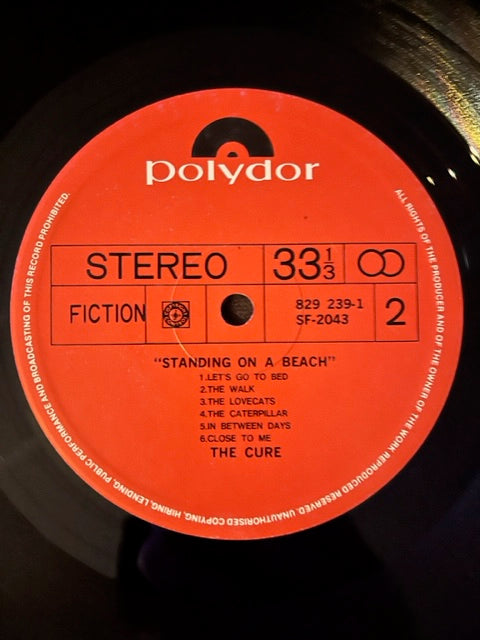 polydor
STEREO 33 1/3
FICTION 829 239-1 2
SF-2043
"STANDING ON A BEACH"
1.LET'S GO TO BED
2.THE WALK
3.THE LOVECATS
4.THE CATERPILLAR
5.IN BETWEEN DAYS
6.CLOSE TO ME
THE CURE
ALL RIGHTS OF THE PRODUCER AND OF THE OWNER OF THE WORK REPRODUCED RESERVED. UNAUTHORISED COPYING, HIRING, LENDING, PUBLIC PERFORMANCE AND BROADCASTING OF THIS RECORD PROHIBITED.